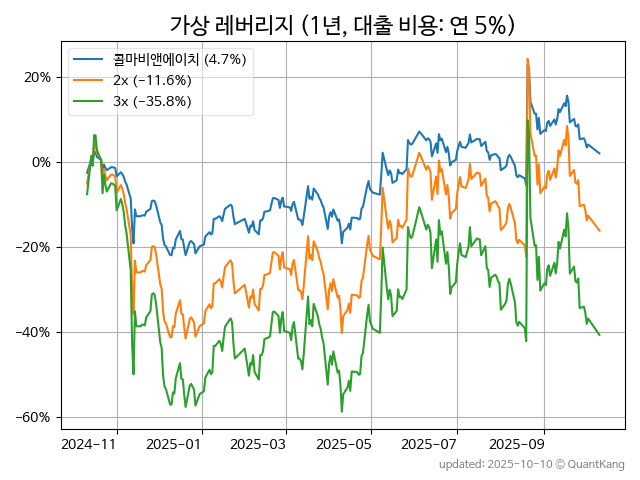 가상 레버리지 (1년, 대출 비용: 연 5%)
콜마비앤에이치 (4.7%)
2x (−11.6%)
3x (−35.8%)
20%
0%
−20%
−40%
−60%
2024−11 2025−01 2025−03 2025−05 2025−07 2025−09
updated: 2025-10-10 © QuantKang